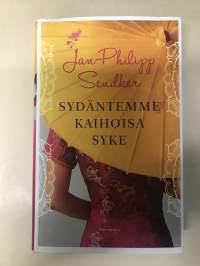 Jan-Philipp
Sendker
SYDÄNTEMME
KAIHOISA
SYKE